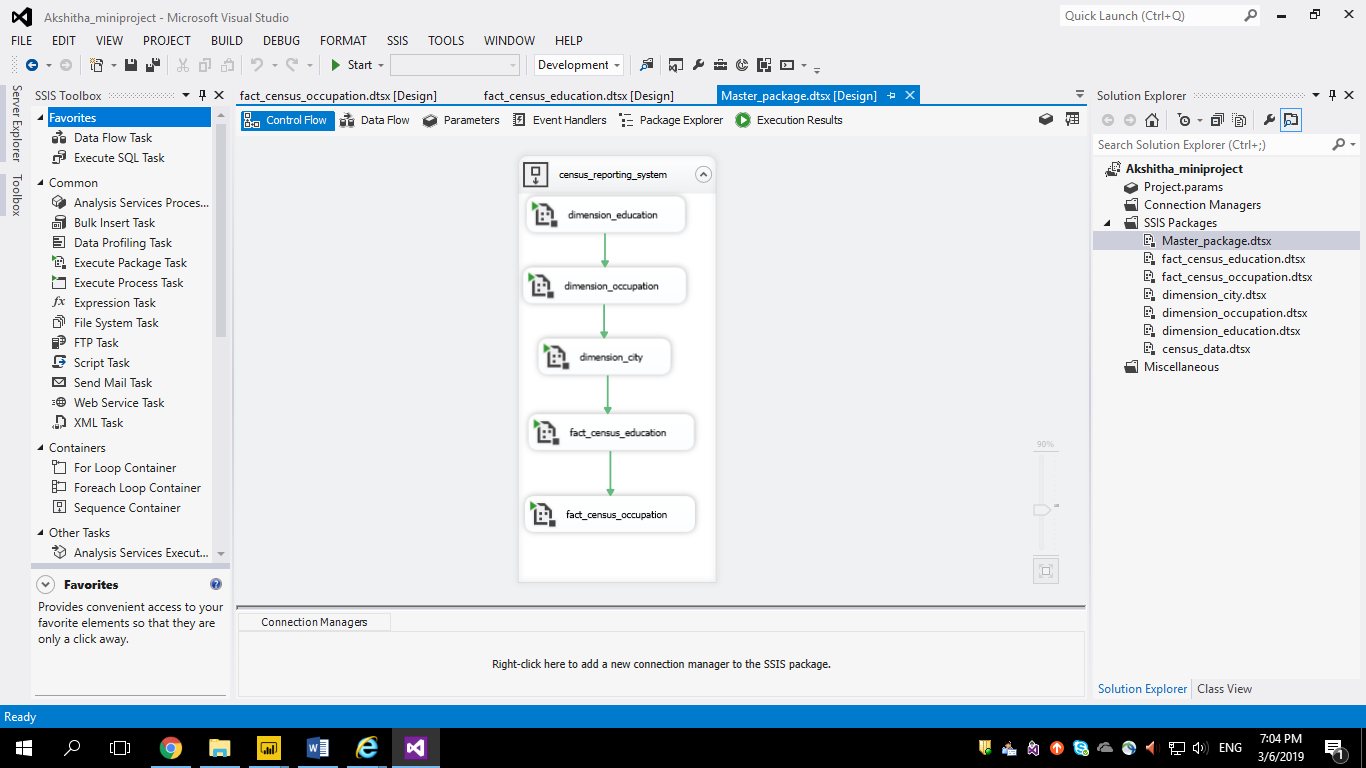 Akshitha_miniproject - Microsoft Visual Studio
Quick Launch (Ctrl+Q)
FILE EDIT VIEW PROJECT BUILD DEBUG FORMAT SSIS TOOLS WINDOW HELP
Start
Development
Server Explorer
Toolbox
SSIS Toolbox
Favorites
Data Flow Task
Execute SQL Task
Common
Analysis Services Proces...
Bulk Insert Task
Data Profiling Task
Execute Package Task
Execute Process Task
Expression Task
File System Task
FTP Task
Script Task
Send Mail Task
Web Service Task
XML Task
Containers
For Loop Container
Foreach Loop Container
Sequence Container
Other Tasks
Analysis Services Execut...
Favorites
Provides convenient access to your
favorite elements so that they are
only a click away.
fact_census_occupation.dtsx [Design] fact_census_education.dtsx [Design] Master_package.dtsx [Design]
Control Flow Data Flow Parameters Event Handlers Package Explorer Execution Results
census_reporting_system
dimension_education
dimension_occupation
dimension_city
fact_census_education
fact_census_occupation
90%
Connection Managers
Right-click here to add a new connection manager to the SSIS package.
Solution Explorer
Search Solution Explorer (Ctrl+;)
Akshitha_miniproject
Project.params
Connection Managers
SSIS Packages
Master_package.dtsx
fact_census_education.dtsx
fact_census_occupation.dtsx
dimension_city.dtsx
dimension_occupation.dtsx
dimension_education.dtsx
census_data.dtsx
Miscellaneous
Solution Explorer Class View
Ready
ENG
7:04 PM
3/6/2019
1